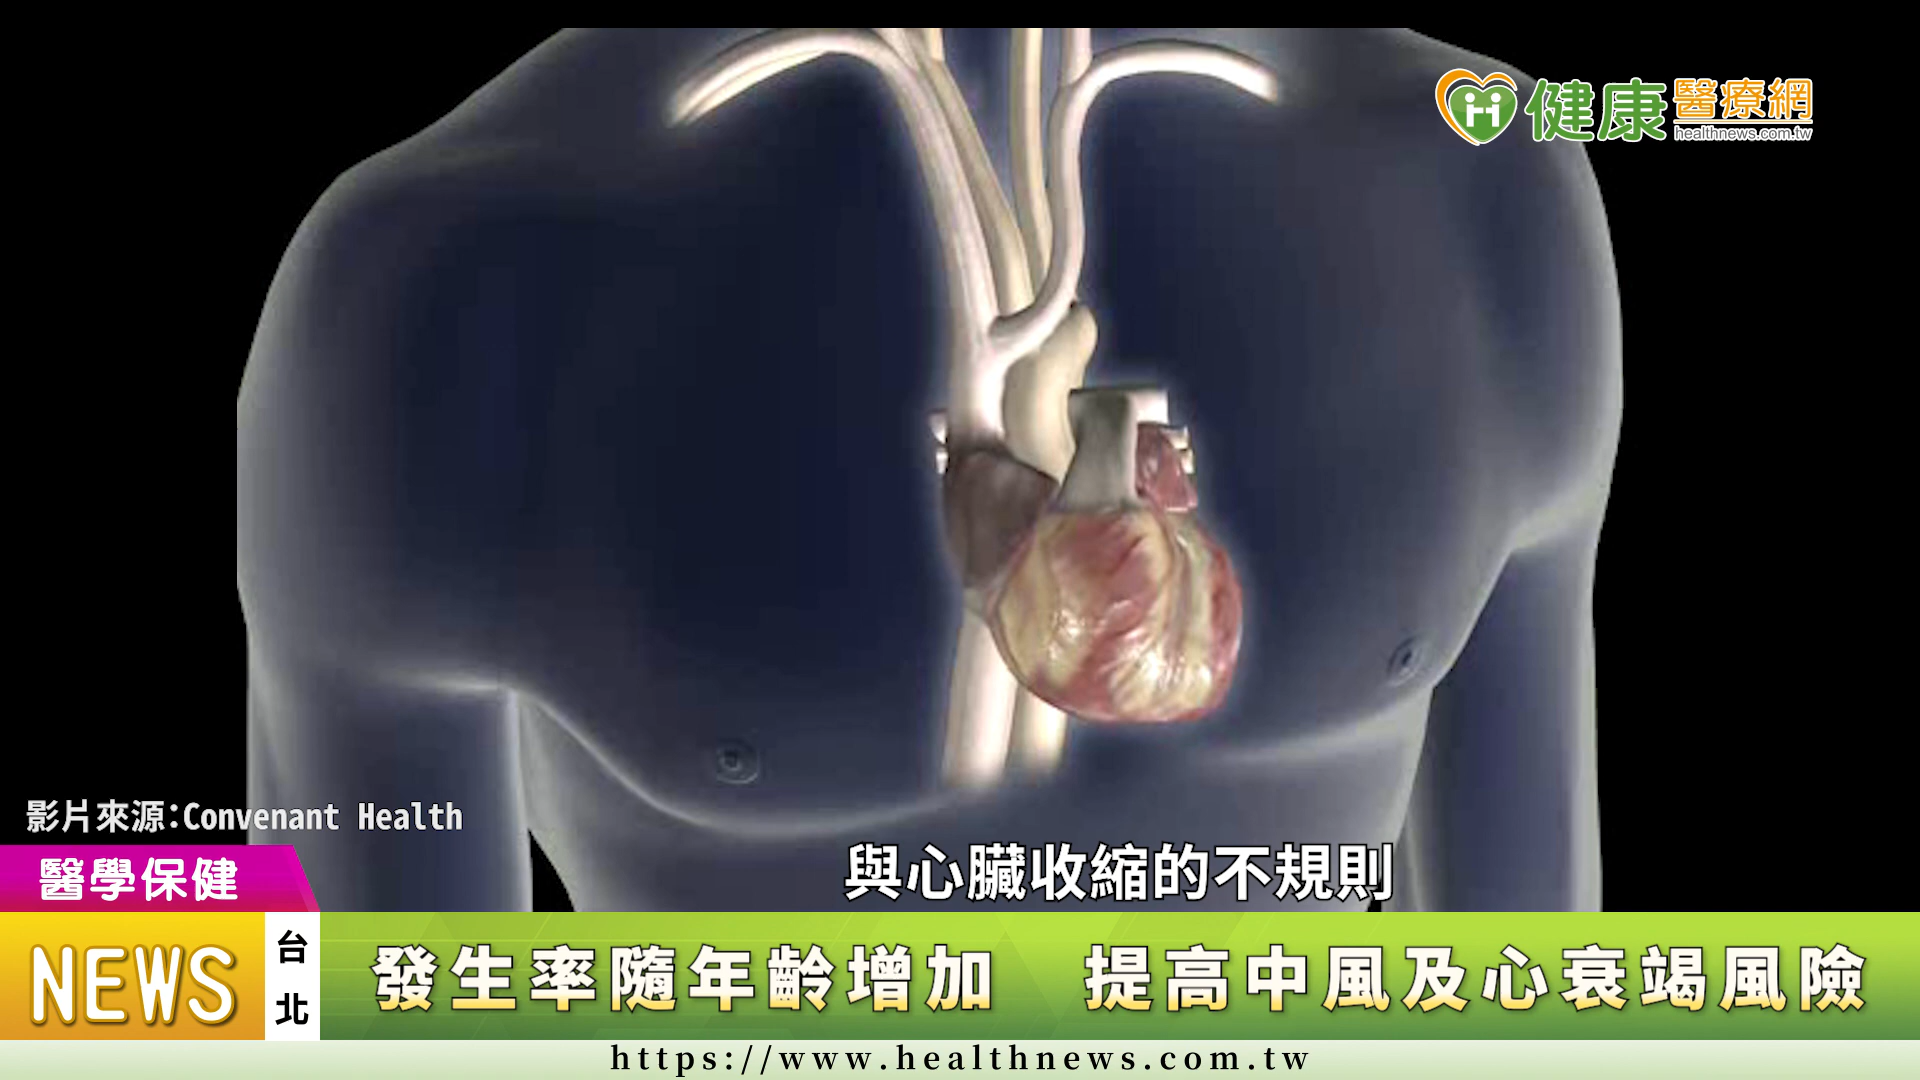 健康醫療網
healthnews.com.tw
影片來源:Convenant Health
醫學保健
與心臟收縮的不規則
NEWS
台北
發生率隨年齡增加 提高中風及心衰竭風險
https://www.healthnews.com.tw